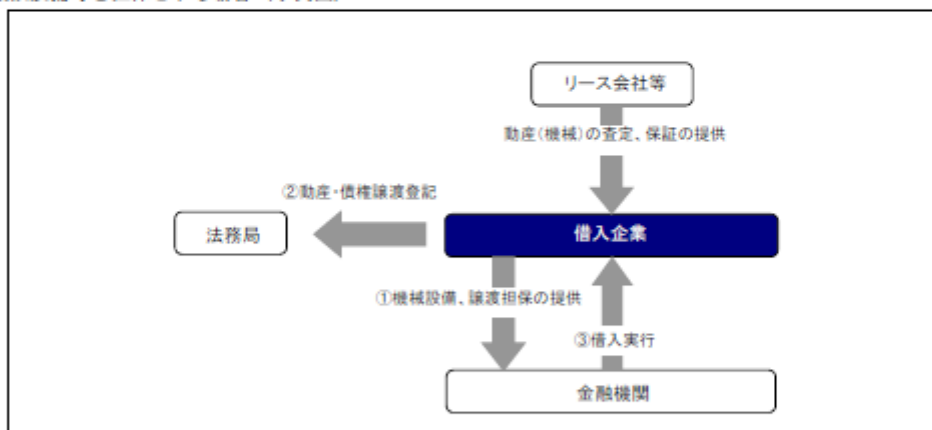 リース会社等
動産(機械)の査定、保証の提供
②動産・債権譲渡登記
法務局
借入企業
①機械設備、譲渡担保の提供
③借入実行
金融機関